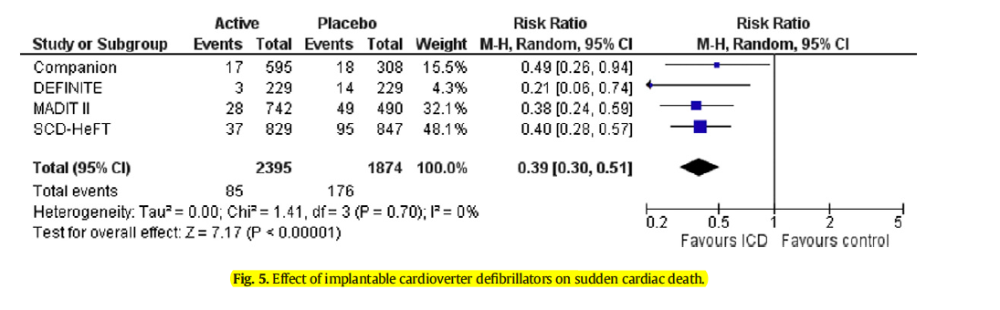 Active Placebo Risk Ratio Risk Ratio
Study or Subgroup Events Total Events Total Weight M-H, Random, 95% CI M-H, Random, 95% CI
Companion 17 595 18 308 15.5% 0.49 [0.26, 0.94]
DEFINITE 3 229 14 229 4.3% 0.21 [0.06, 0.74]
MADIT II 28 742 49 490 32.1% 0.38 [0.24, 0.59]
SCD-HeFT 37 829 95 847 48.1% 0.40 [0.28, 0.57]
Total (95% CI) 2395 1874 100.0% 0.39 [0.30, 0.51]
Total events 85 176
Heterogeneity: Tau² = 0.00; Chi² = 1.41, df = 3 (P = 0.70); I² = 0%
Test for overall effect: Z = 7.17 (P < 0.00001)
0.2 0.5 1 2 5
Favours ICD Favours control
Fig. 5. Effect of implantable cardioverter defibrillators on sudden cardiac death.